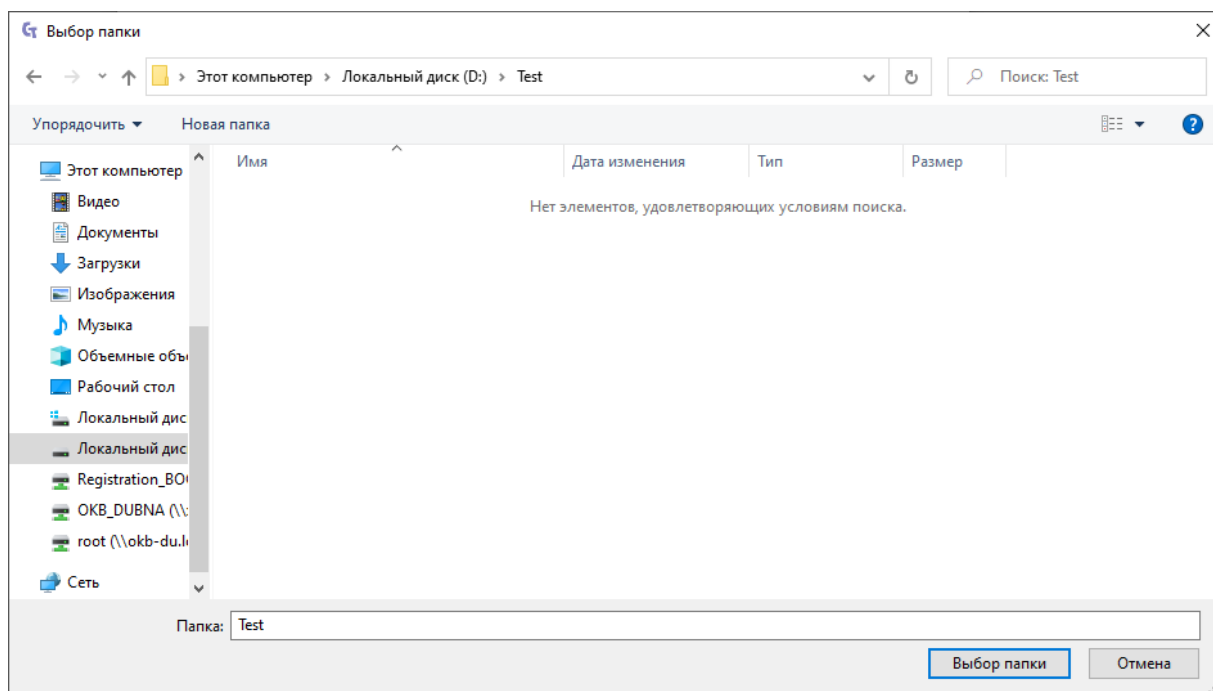 Выбор папки
Этот компьютер › Локальный диск (D:) › Test
Поиск: Test
Упорядочить
Новая папка
Имя
Дата изменения
Тип
Размер
Нет элементов, удовлетворяющих условиям поиска.
Этот компьютер
Видео
Документы
Загрузки
Изображения
Музыка
Объемные объ
Рабочий стол
Локальный дис
Локальный дис
Registration_BO
OKB_DUBNA (\\
root (\\okb-du.l
Сеть
Папка: Test
Выбор папки
Отмена